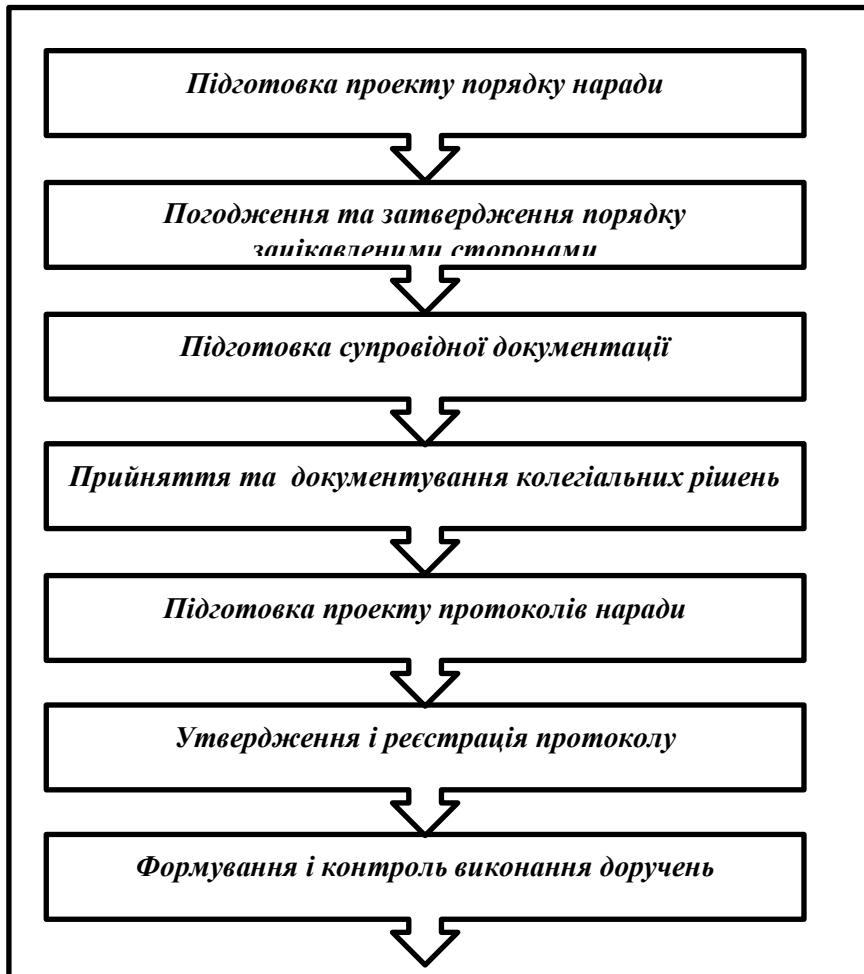 Підготовка проекту порядку наради
Погодження та затвердження порядку
зацікавленими сторонами
Підготовка супровідної документації
Прийняття та документування колегіальних рішень
Підготовка проекту протоколів наради
Утвердження і реєстрація протоколу
Формування і контроль виконання доручень